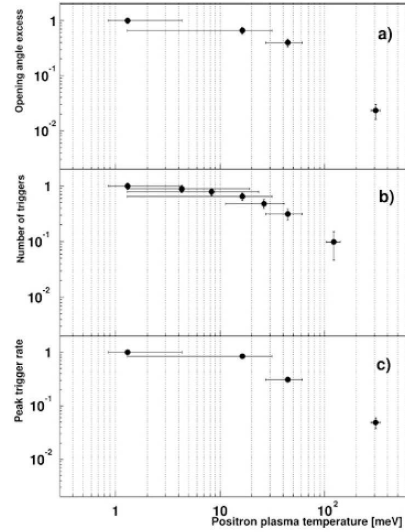 Opening angle excess
a)
1
10⁻¹
10⁻²
Number of triggers
b)
1
10⁻¹
10⁻²
Peak trigger rate
c)
1
10⁻¹
10⁻²
1
10
10²
Positron plasma temperature [meV]